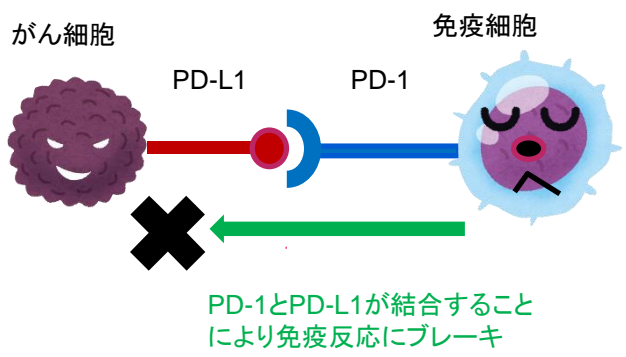 がん細胞
免疫細胞
PD-L1
PD-1
PD-1とPD-L1が結合すること
により免疫反応にブレーキ